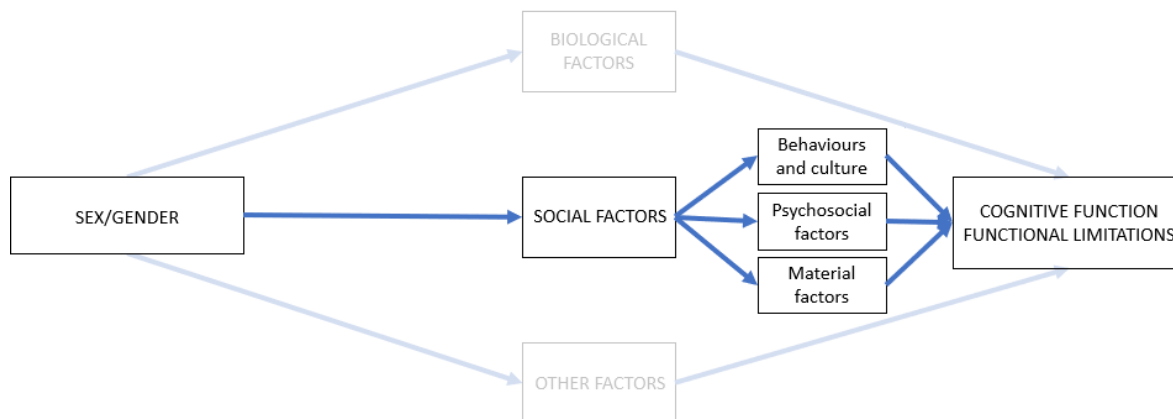 BIOLOGICAL
FACTORS
SEX/GENDER
SOCIAL FACTORS
Behaviours
and culture
Psychosocial
factors
Material
factors
COGNITIVE FUNCTION
FUNCTIONAL LIMITATIONS
OTHER FACTORS